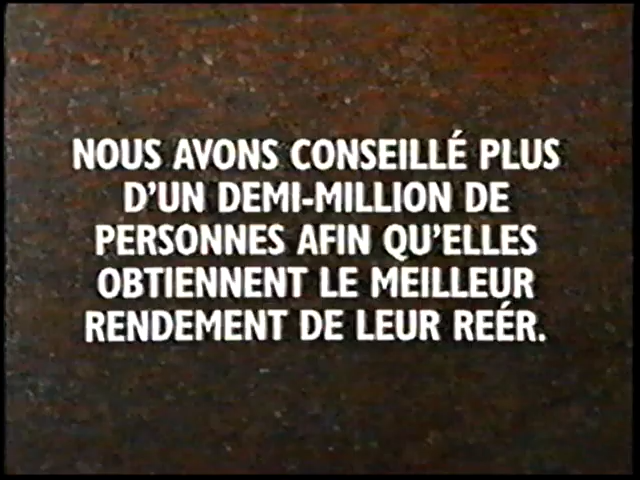 NOUS AVONS CONSEILLÉ PLUS
D'UN DEMI-MILLION DE
PERSONNES AFIN QU'ELLES
OBTIENNENT LE MEILLEUR
RENDEMENT DE LEUR REÉR.